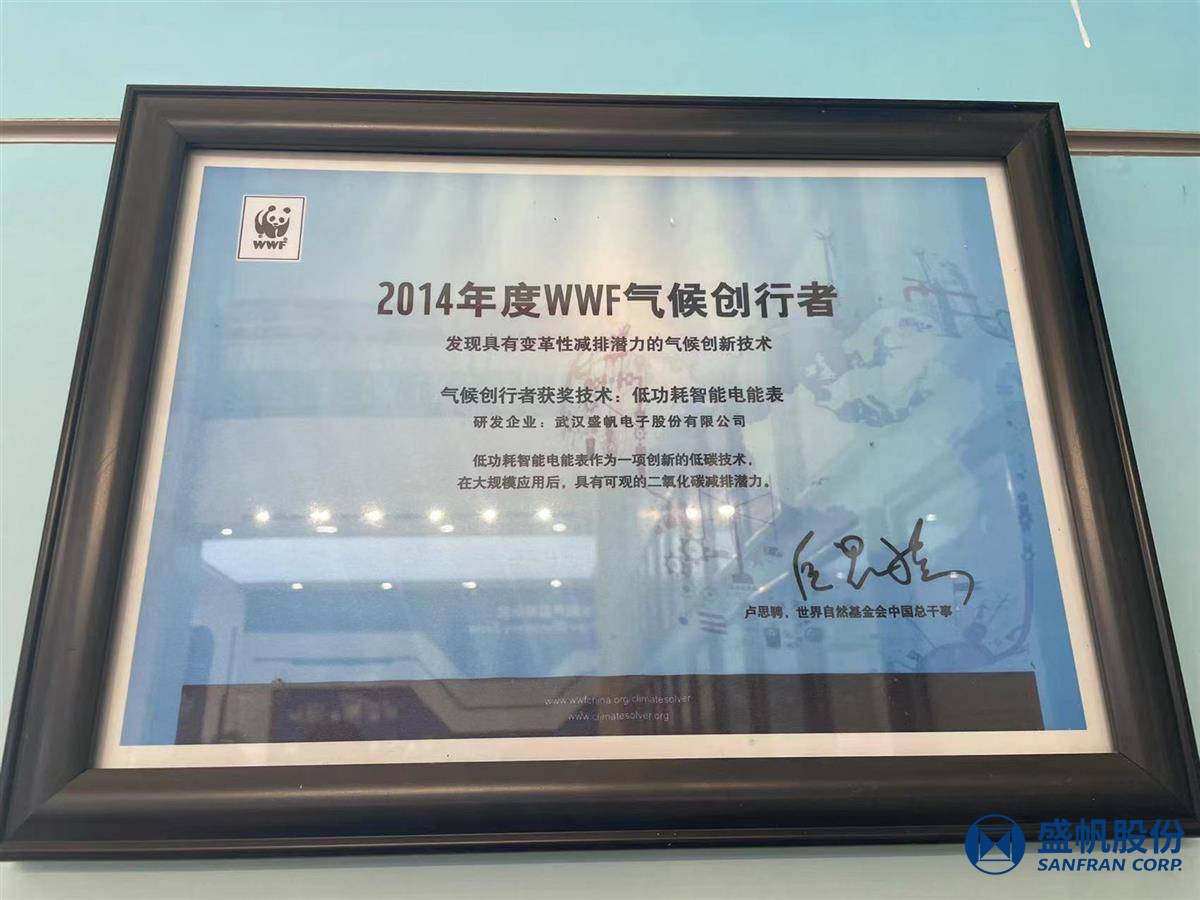 WWF
2014年度WWF气候创行者
发现具有变革性减排潜力的气候创新技术
气候创行者获奖技术：低功耗智能电能表
研发企业：武汉盛帆电子股份有限公司
低功耗智能电能表作为一项创新的低碳技术，
在大规模应用后，具有可观的二氧化碳减排潜力。
卢思骋，世界自然基金会中国总干事
www.wwfchina.org/climatesolver
www.climatesolver.org
盛帆股份
SANFRAN CORP.